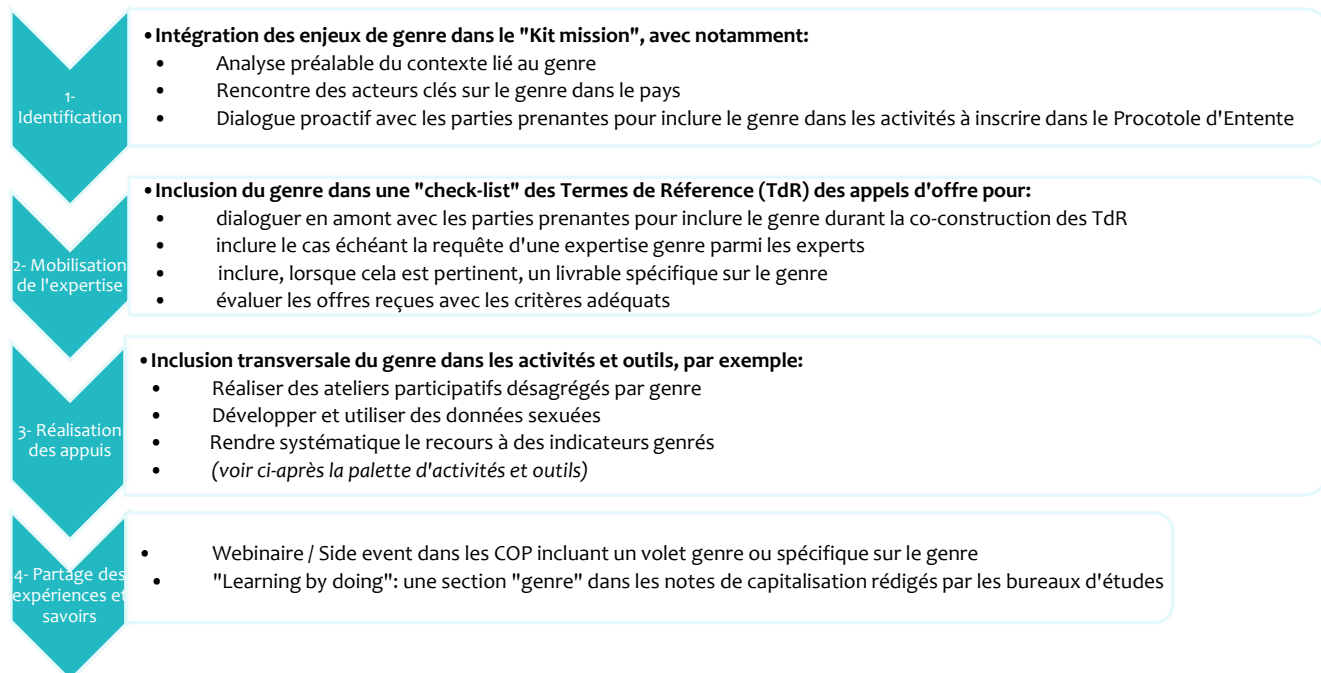 1-
Identification
•Intégration des enjeux de genre dans le "Kit mission", avec notamment:
• Analyse préalable du contexte lié au genre
• Rencontre des acteurs clés sur le genre dans le pays
• Dialogue proactif avec les parties prenantes pour inclure le genre dans les activités à inscrire dans le Procotole d'Entente
2- Mobilisation
de l'expertise
•Inclusion du genre dans une "check-list" des Termes de Réference (TdR) des appels d'offre pour:
• dialoguer en amont avec les parties prenantes pour inclure le genre durant la co-construction des TdR
• inclure le cas échéant la requête d'une expertise genre parmi les experts
• inclure, lorsque cela est pertinent, un livrable spécifique sur le genre
• évaluer les offres reçues avec les critères adéquats
3- Réalisation
des appuis
•Inclusion transversale du genre dans les activités et outils, par exemple:
• Réaliser des ateliers participatifs désagrégés par genre
• Développer et utiliser des données sexuées
• Rendre systématique le recours à des indicateurs genrés
• (voir ci-après la palette d'activités et outils)
4- Partage des
expériences et
savoirs
• Webinaire / Side event dans les COP incluant un volet genre ou spécifique sur le genre
• "Learning by doing": une section "genre" dans les notes de capitalisation rédigés par les bureaux d'études